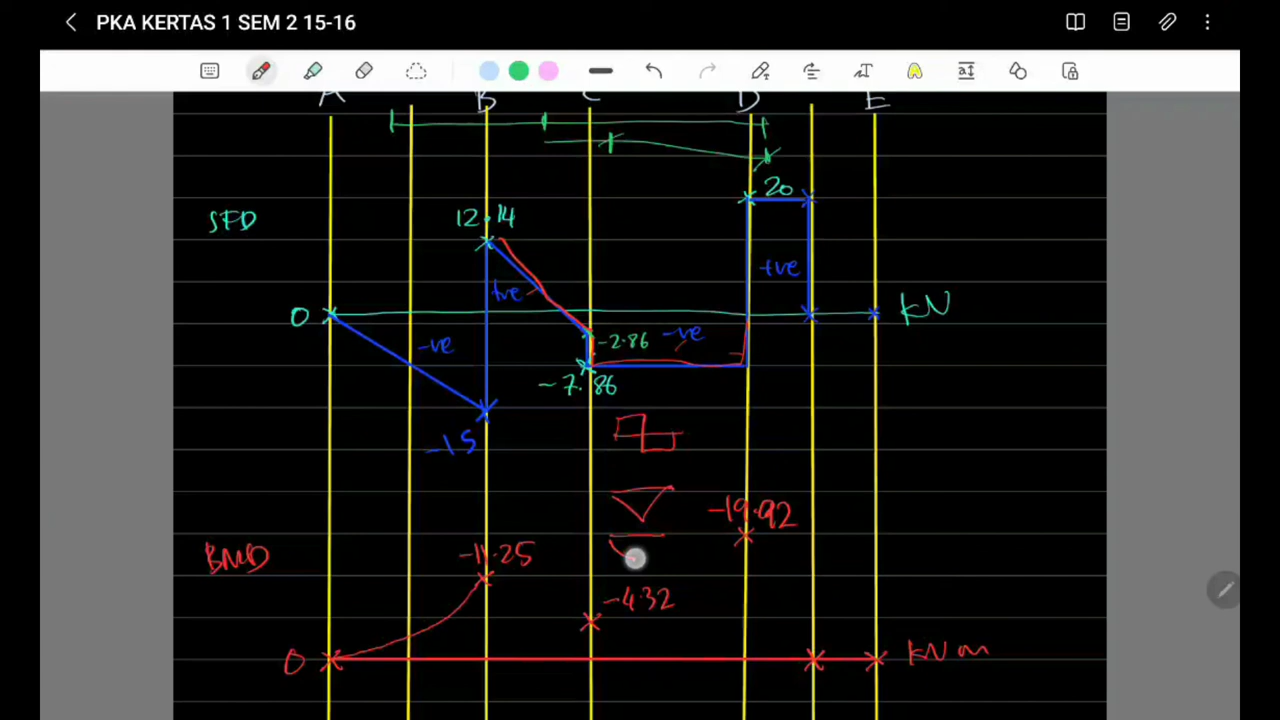 PKA KERTAS 1 SEM 2 15-16
A B C D E
20
SFD
12.14
+ve
+ve
0
kN
-ve
-2.86
-ve
-7.86
-15
-19.92
BMD
-11.25
-4.32
0
kNm